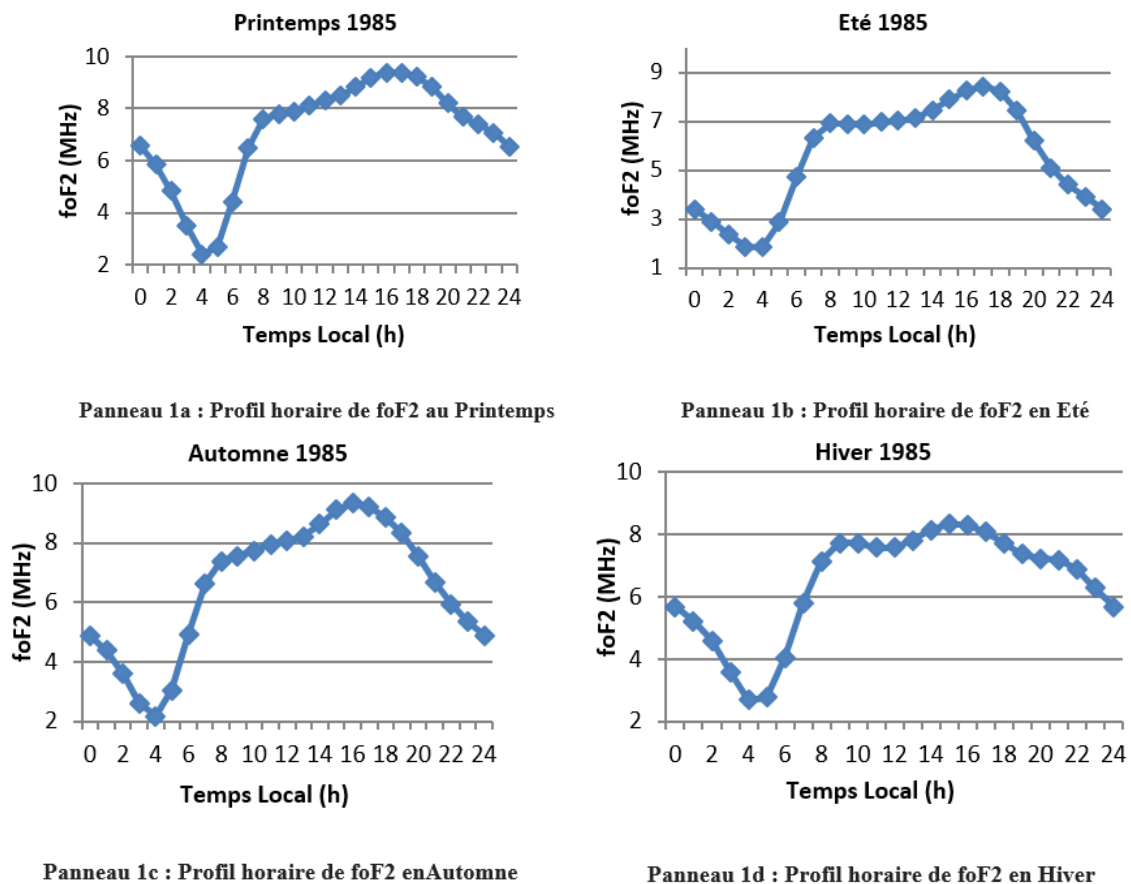 Printemps 1985
foF2 (MHz)
10
8
6
4
2
0 2 4 6 8 10 12 14 16 18 20 22 24
Temps Local (h)
Panneau 1a : Profil horaire de foF2 au Printemps
Eté 1985
foF2 (MHz)
9
7
5
3
1
0 2 4 6 8 10 12 14 16 18 20 22 24
Temps Local (h)
Panneau 1b : Profil horaire de foF2 en Eté
Automne 1985
foF2 (MHz)
10
8
6
4
2
0 2 4 6 8 10 12 14 16 18 20 22 24
Temps Local (h)
Panneau 1c : Profil horaire de foF2 enAutomne
Hiver 1985
foF2 (MHz)
10
8
6
4
2
0 2 4 6 8 10 12 14 16 18 20 22 24
Temps Local (h)
Panneau 1d : Profil horaire de foF2 en Hiver